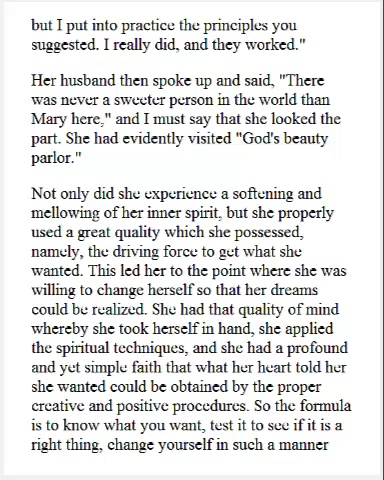 but I put into practice the principles you
suggested. I really did, and they worked."
Her husband then spoke up and said, "There
was never a sweeter person in the world than
Mary here," and I must say that she looked the
part. She had evidently visited "God's beauty
parlor."
Not only did she experience a softening and
mellowing of her inner spirit, but she properly
used a great quality which she possessed,
namely, the driving force to get what she
wanted. This led her to the point where she was
willing to change herself so that her dreams
could be realized. She had that quality of mind
whereby she took herself in hand, she applied
the spiritual techniques, and she had a profound
and yet simple faith that what her heart told her
she wanted could be obtained by the proper
creative and positive procedures. So the formula
is to know what you want, test it to see if it is a
right thing, change yourself in such a manner